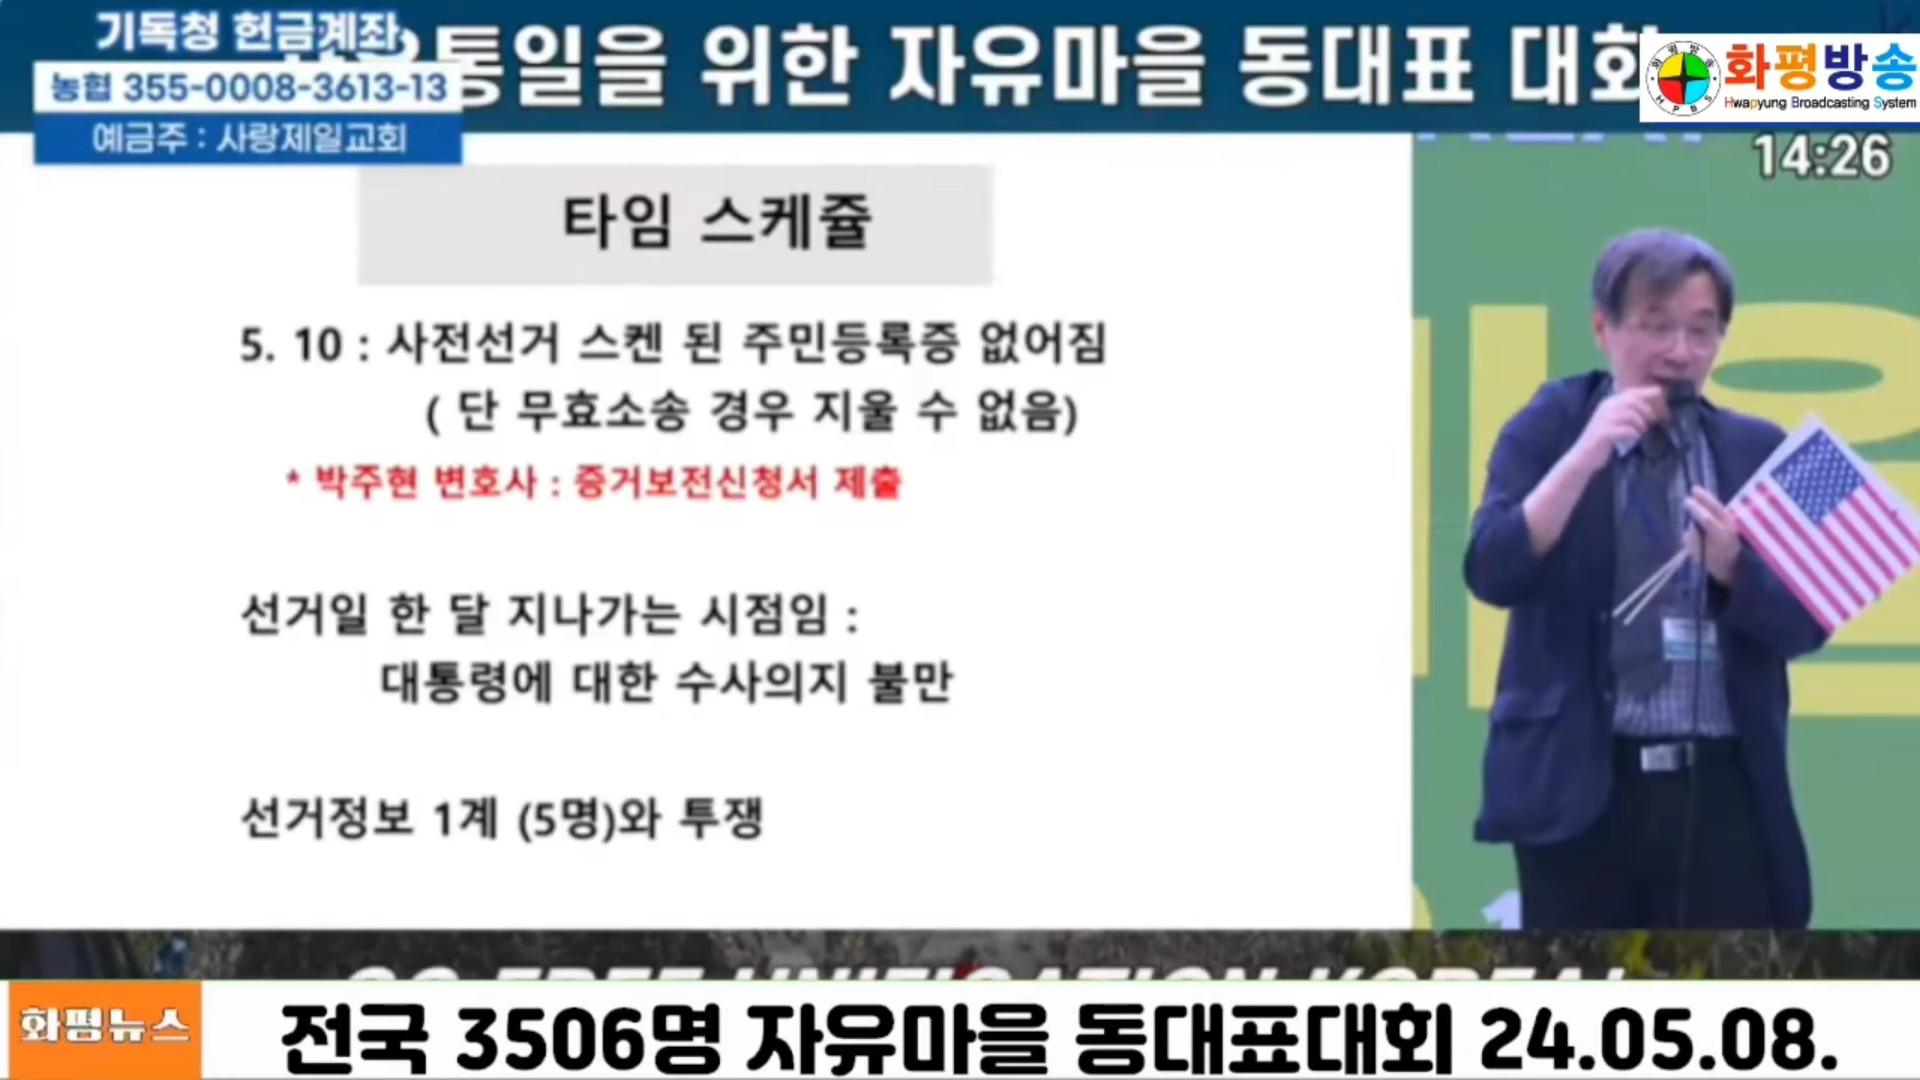 기독청 헌금계좌
농협 355-0008-3613-13
예금주 : 사랑제일교회
통일을 위한 자유마을 동대표 대회
화평방송
Hwapyung Broadcasting System
14:26
타임 스케쥴
5. 10 : 사전선거 스켄 된 주민등록증 없어짐
( 단 무효소송 경우 지울 수 없음)
* 박주현 변호사 : 증거보전신청서 제출
선거일 한 달 지나가는 시점임 :
대통령에 대한 수사의지 불만
선거정보 1계 (5명)와 투쟁
화평뉴스
전국 3506명 자유마을 동대표대회 24.05.08.